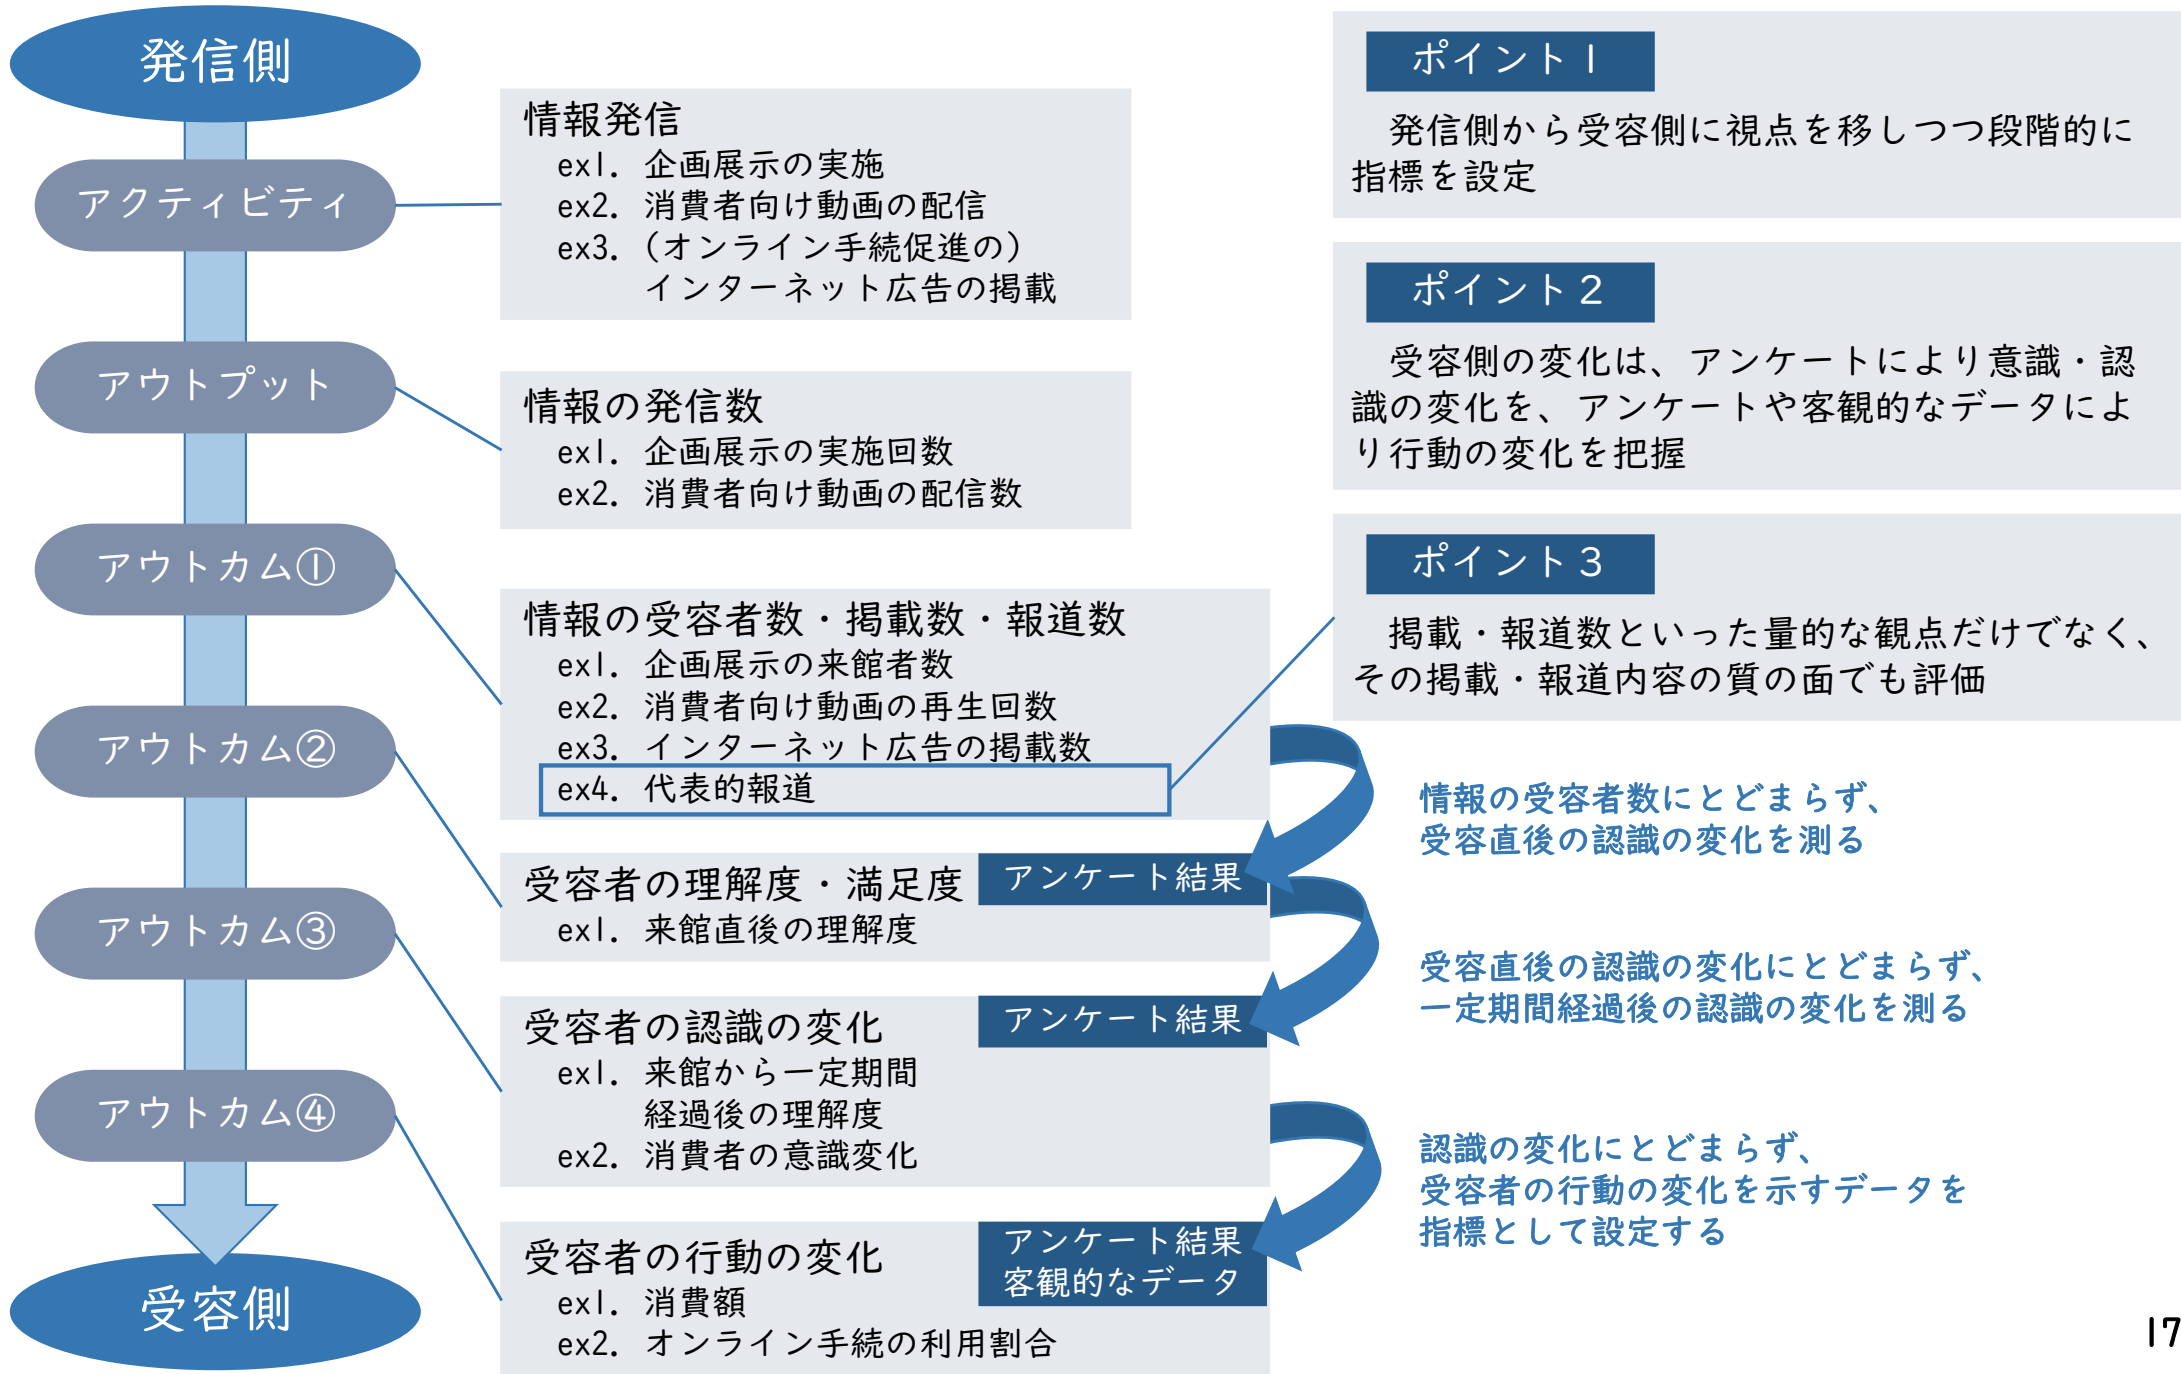 発信側
アクティビティ
情報発信
ex1. 企画展示の実施
ex2. 消費者向け動画の配信
ex3. (オンライン手続促進の)
インターネット広告の掲載
アウトプット
情報の発信数
ex1. 企画展示の実施回数
ex2. 消費者向け動画の配信数
アウトカム①
情報の受容者数・掲載数・報道数
ex1. 企画展示の来館者数
ex2. 消費者向け動画の再生回数
ex3. インターネット広告の掲載数
ex4. 代表的報道
アウトカム②
受容者の理解度・満足度
アンケート結果
ex1. 来館直後の理解度
アウトカム③
受容者の認識の変化
アンケート結果
ex1. 来館から一定期間
経過後の理解度
ex2. 消費者の意識変化
アウトカム④
受容者の行動の変化
アンケート結果
客観的なデータ
ex1. 消費額
ex2. オンライン手続の利用割合
受容側
ポイント1
発信側から受容側に視点を移しつつ段階的に
指標を設定
ポイント2
受容側の変化は、アンケートにより意識・認
識の変化を、アンケートや客観的なデータによ
り行動の変化を把握
ポイント3
掲載・報道数といった量的な観点だけでなく、
その掲載・報道内容の質の面でも評価
情報の受容者数にとどまらず、
受容直後の認識の変化を測る
受容直後の認識の変化にとどまらず、
一定期間経過後の認識の変化を測る
認識の変化にとどまらず、
受容者の行動の変化を示すデータを
指標として設定する
17